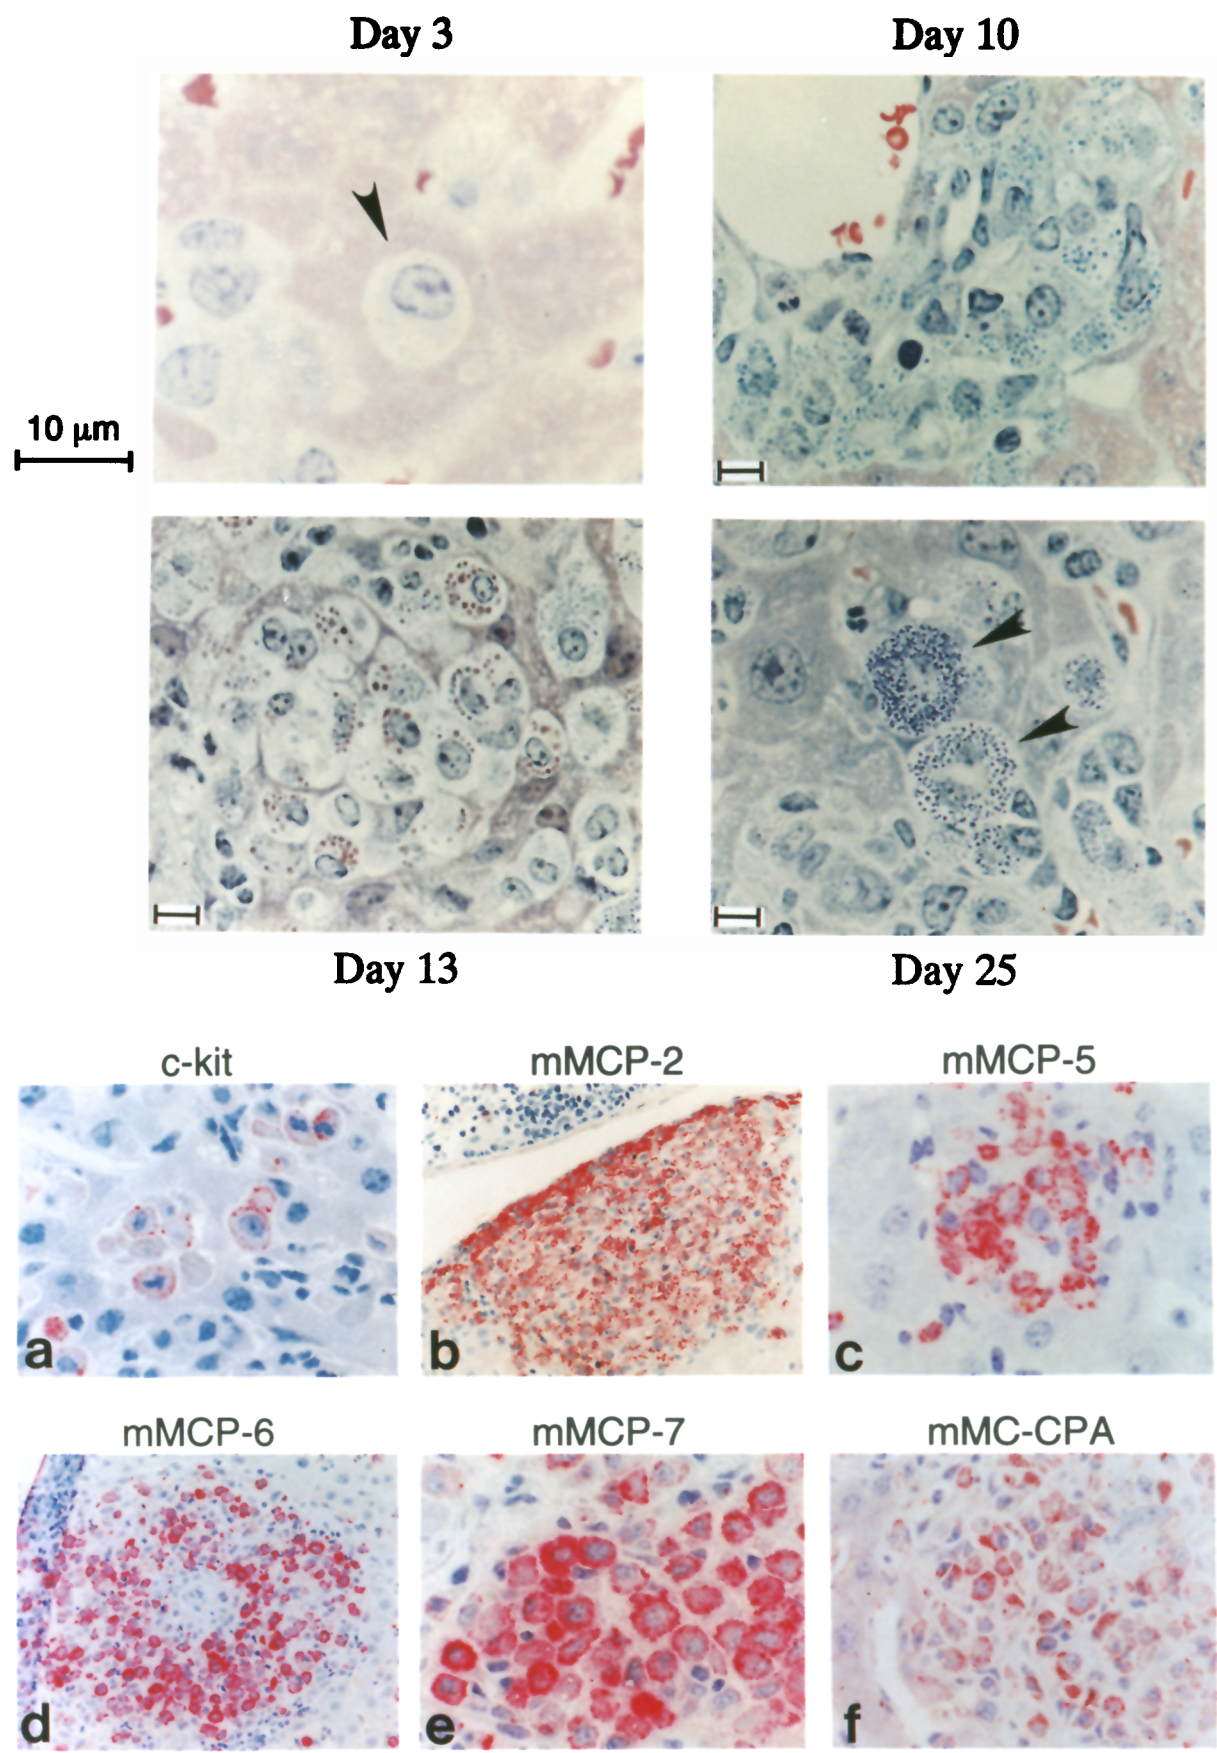 Day 3
Day 10
10 μm
Day 13
Day 25
c-kit
mMCP-2
mMCP-5
a
b
c
mMCP-6
mMCP-7
mMC-CPA
d
e
f